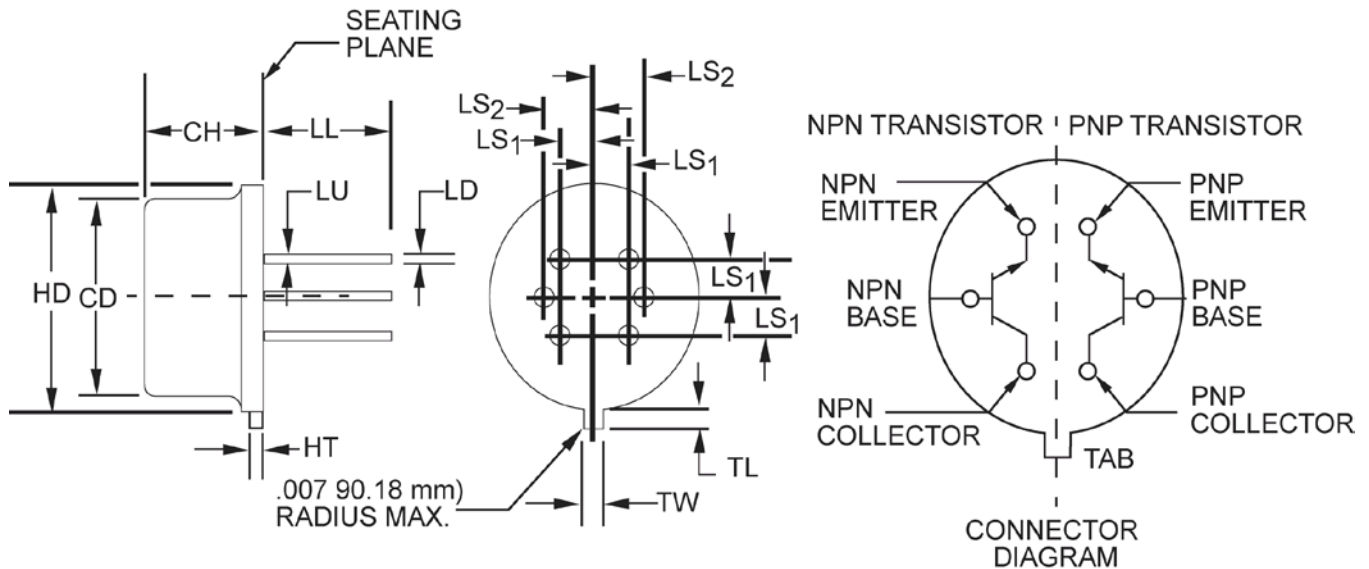 SEATING
PLANE
CH
LL
LU
LD
HD
CD
HT
.007 90.18 mm)
RADIUS MAX.
LS2
LS2
LS1
LS1
LS1
LS1
TL
TW
NPN TRANSISTOR
PNP TRANSISTOR
NPN
EMITTER
PNP
EMITTER
NPN
BASE
PNP
BASE
NPN
COLLECTOR
PNP
COLLECTOR
TAB
CONNECTOR
DIAGRAM